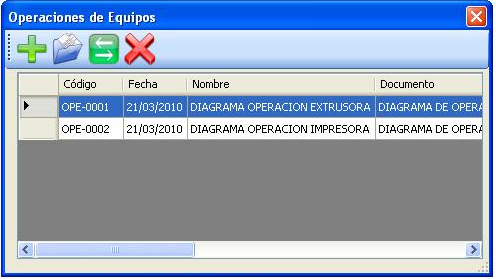 Operaciones de Equipos
Código Fecha Nombre Documento
OPE-0001 21/03/2010 DIAGRAMA OPERACION EXTRUSORA DIAGRAMA DE OPERA
OPE-0002 21/03/2010 DIAGRAMA OPERACION IMPRESORA DIAGRAMA DE OPERA